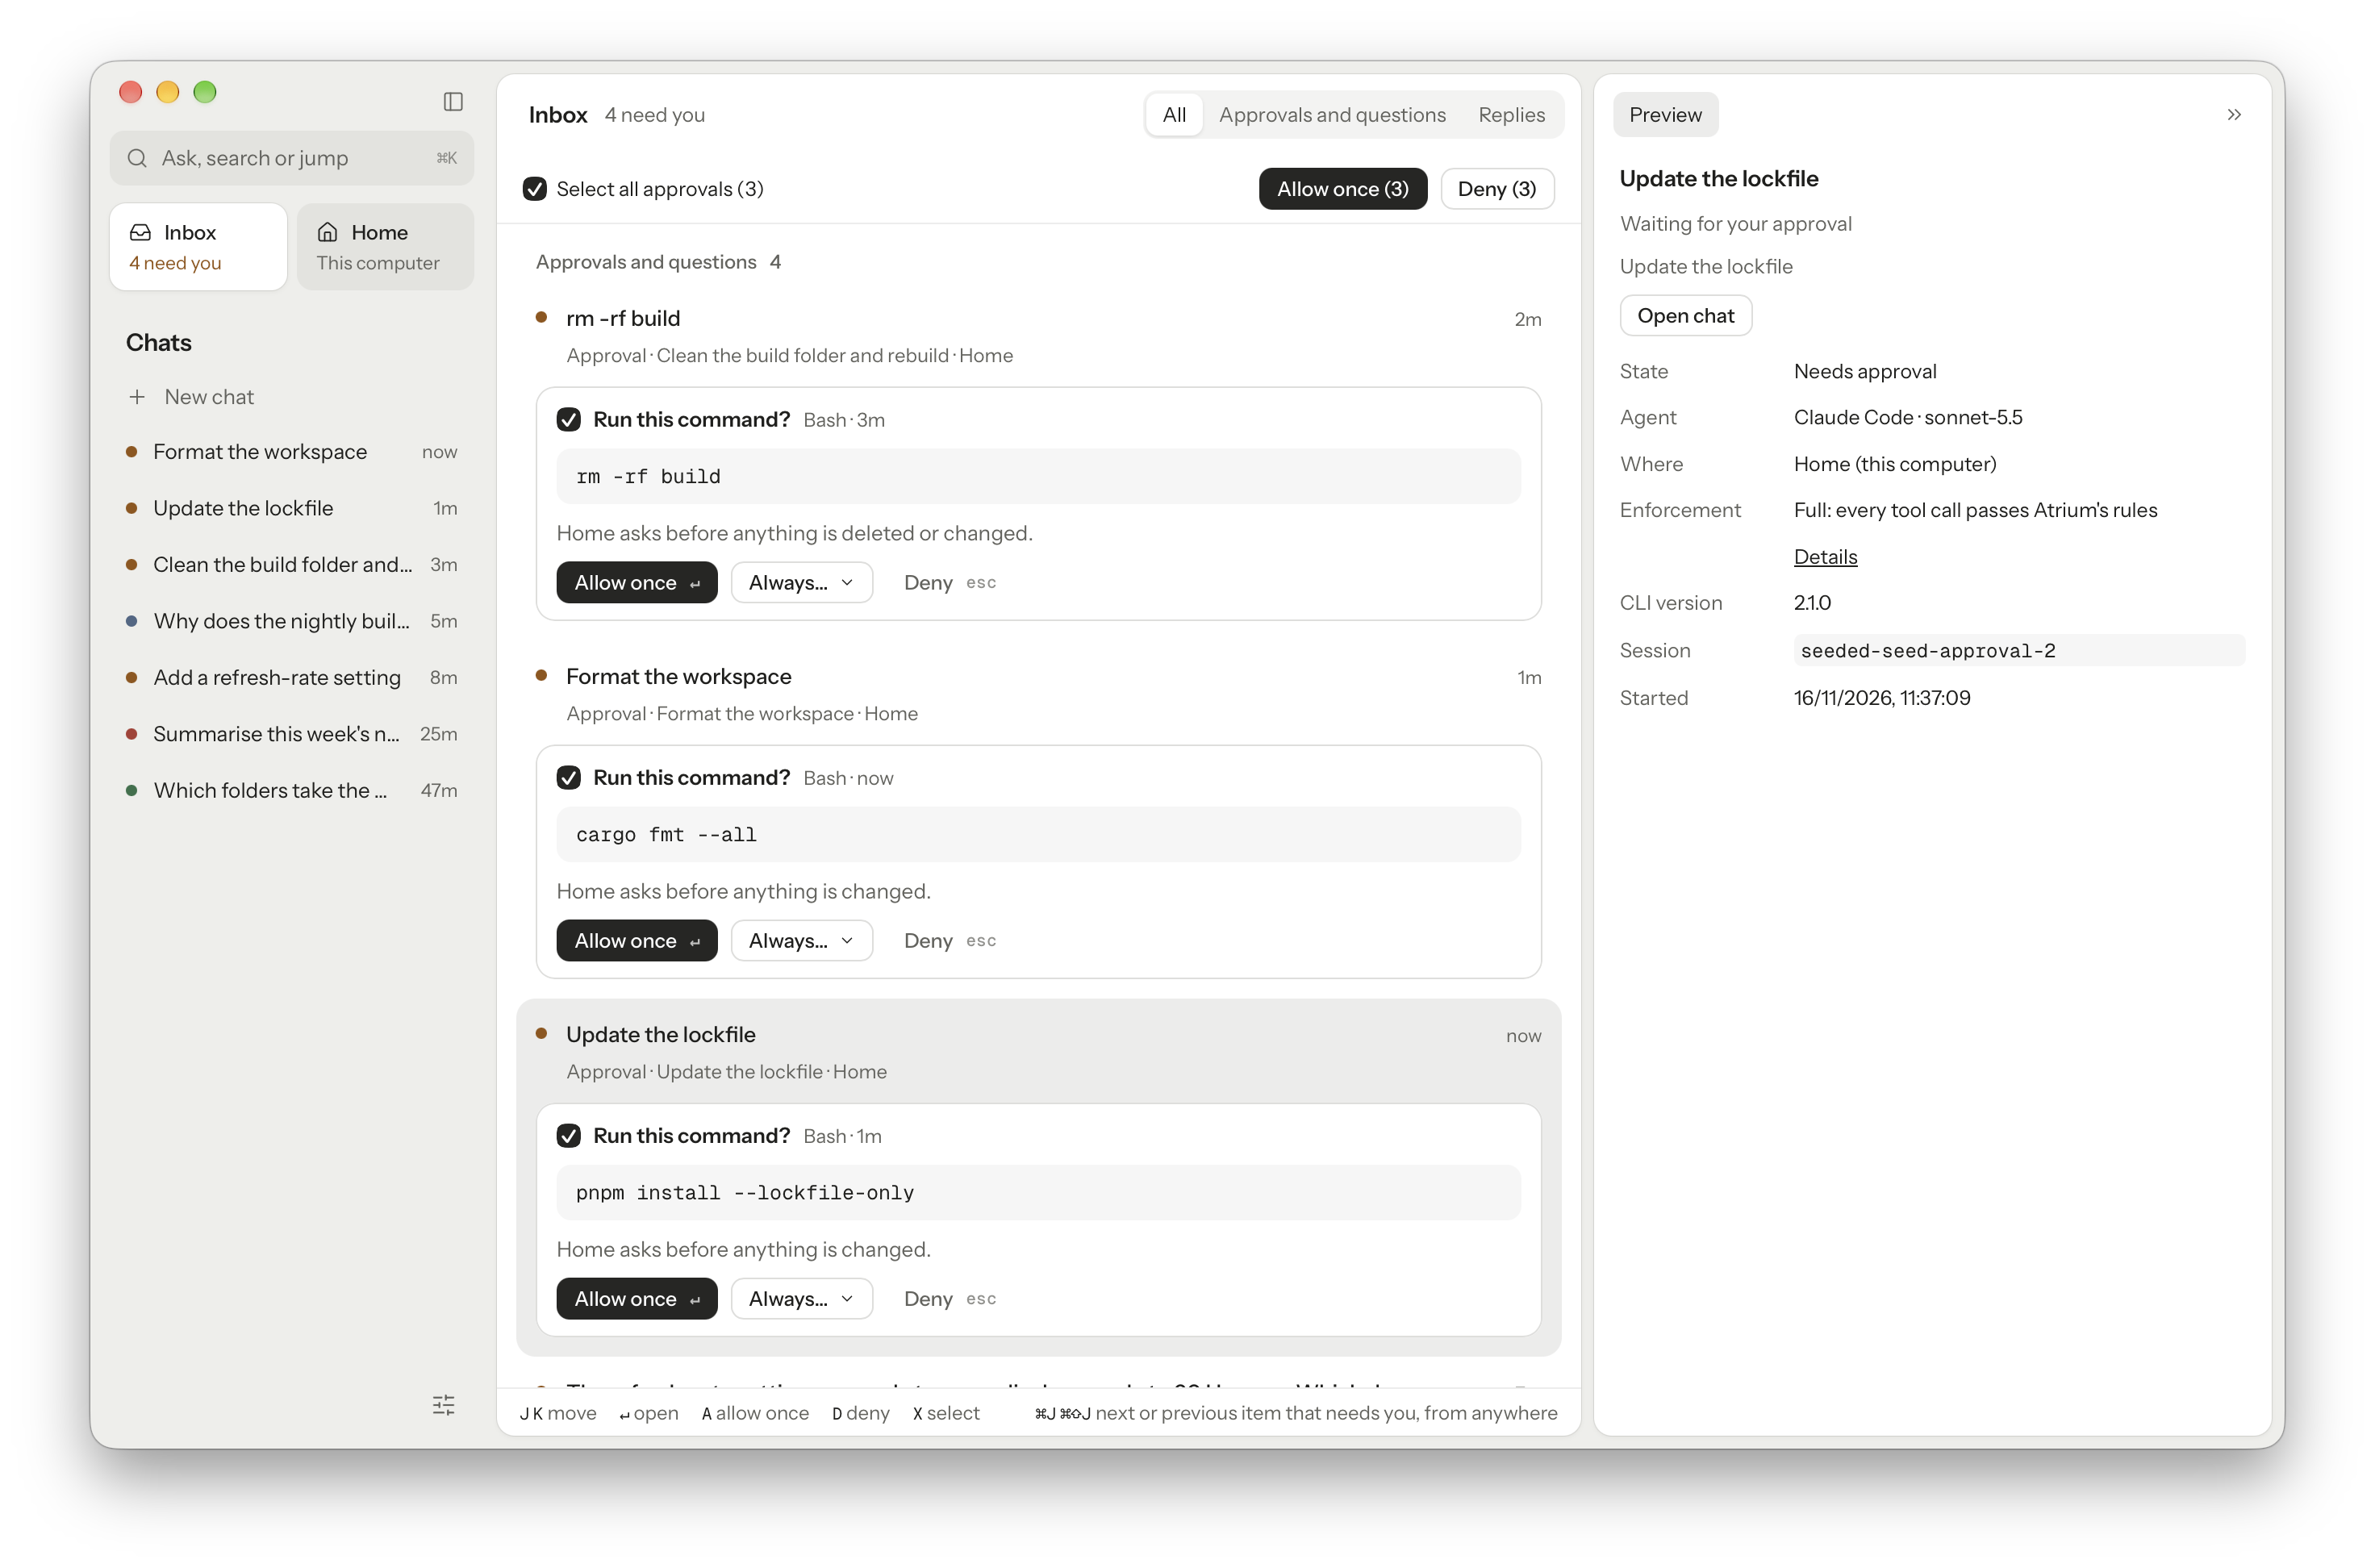 Ask, search or jump ⌘K
Inbox
4 need you
Home
This computer
Chats
New chat
Format the workspace now
Update the lockfile 1m
Clean the build folder and... 3m
Why does the nightly buil... 5m
Add a refresh-rate setting 8m
Summarise this week's n... 25m
Which folders take the ... 47m
Inbox 4 need you
All Approvals and questions Replies
Select all approvals (3) Allow once (3) Deny (3)
Approvals and questions 4
rm -rf build 2m
Approval · Clean the build folder and rebuild · Home
Run this command? Bash · 3m
rm -rf build
Home asks before anything is deleted or changed.
Allow once ↵ Always... Deny esc
Format the workspace 1m
Approval · Format the workspace · Home
Run this command? Bash · now
cargo fmt --all
Home asks before anything is changed.
Allow once ↵ Always... Deny esc
Update the lockfile now
Approval · Update the lockfile · Home
Run this command? Bash · 1m
pnpm install --lockfile-only
Home asks before anything is changed.
Allow once ↵ Always... Deny esc
J K move ↵ open A allow once D deny X select ⌘J ⌘⇧J next or previous item that needs you, from anywhere
Preview
Update the lockfile
Waiting for your approval
Update the lockfile
Open chat
State Needs approval
Agent Claude Code · sonnet-5.5
Where Home (this computer)
Enforcement Full: every tool call passes Atrium's rules
Details
CLI version 2.1.0
Session seeded-seed-approval-2
Started 16/11/2026, 11:37:09